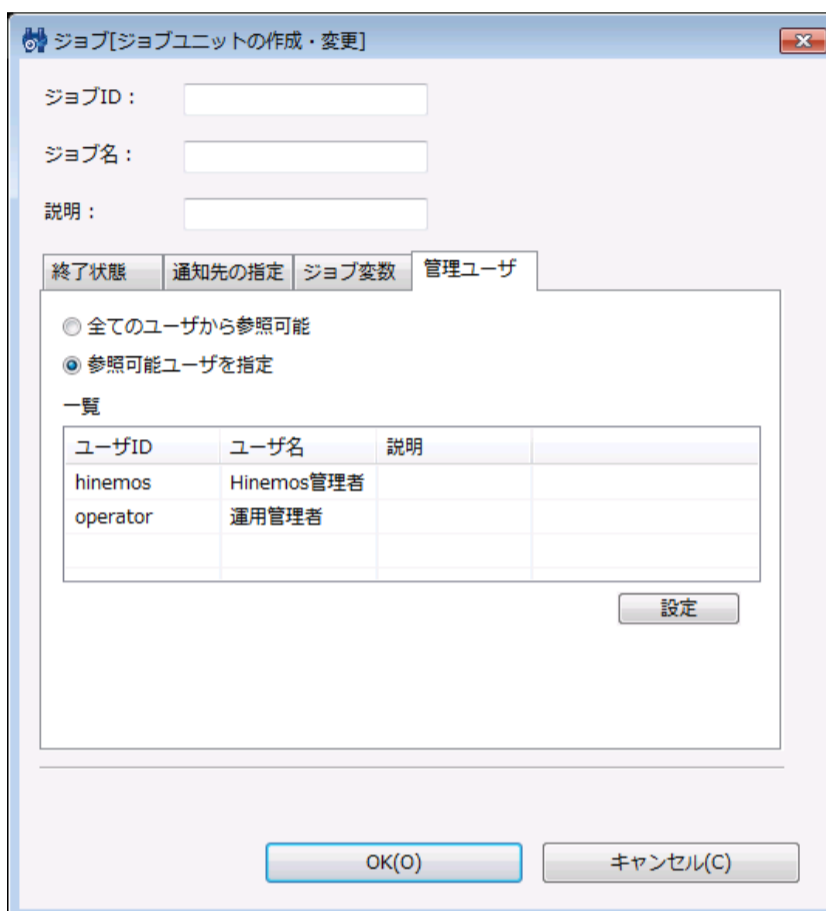 ジョブ[ジョブユニットの作成・変更]
ジョブID：
ジョブ名：
説明：
終了状態 通知先の指定 ジョブ変数 管理ユーザ
全てのユーザから参照可能
参照可能ユーザを指定
一覧
ユーザID ユーザ名 説明
hinemos Hinemos管理者
operator 運用管理者
設定
OK(O) キャンセル(C)